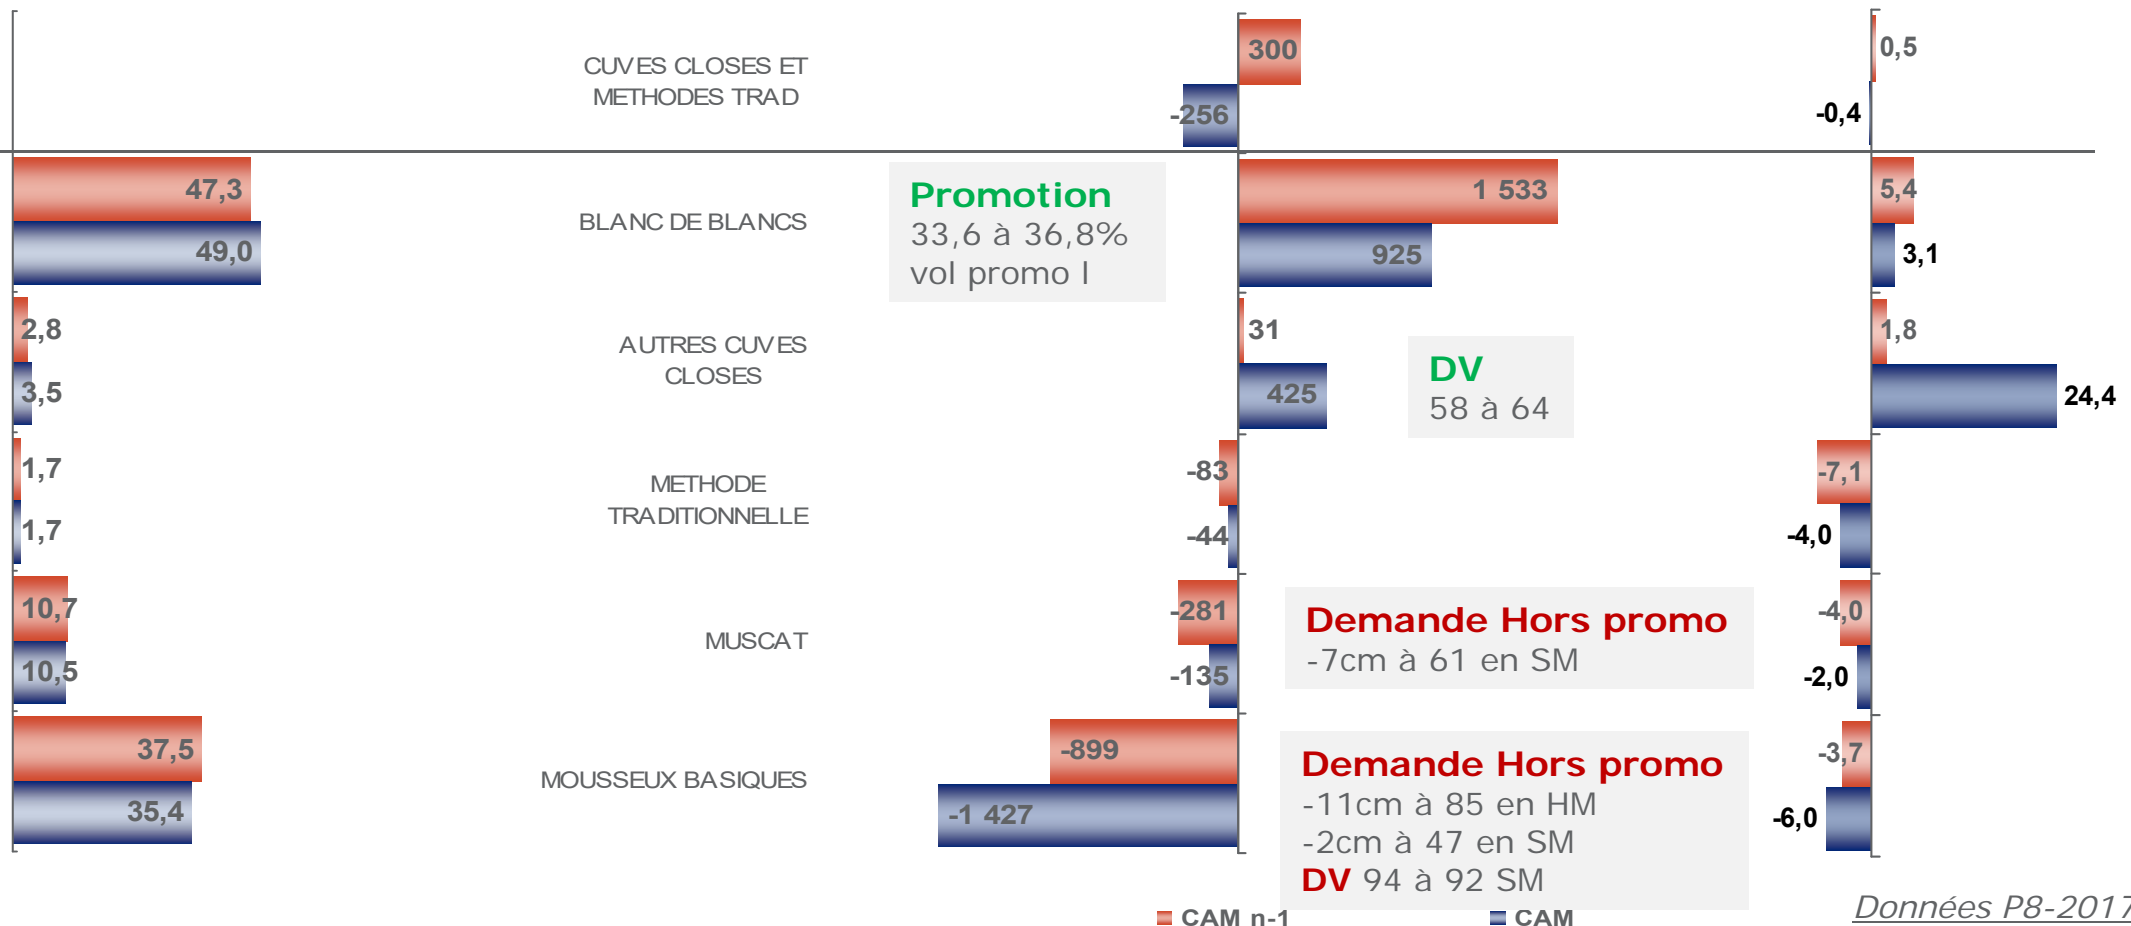 CUVES CLOSES ET
METHODES TRAD
300
-256
0,5
-0,4
47,3
49,0
BLANC DE BLANCS
Promotion
33,6 à 36,8%
vol promo l
1 533
925
5,4
3,1
2,8
3,5
AUTRES CUVES
CLOSES
31
425
DV
58 à 64
1,8
24,4
1,7
1,7
METHODE
TRADITIONNELLE
-83
-44
-7,1
-4,0
10,7
10,5
MUSCAT
-281
-135
Demande Hors promo
-7cm à 61 en SM
-4,0
-2,0
37,5
35,4
MOUSSEUX BASIQUES
-899
-1 427
Demande Hors promo
-11cm à 85 en HM
-2cm à 47 en SM
DV 94 à 92 SM
-3,7
-6,0
CAM n-1
CAM
Données P8-2017